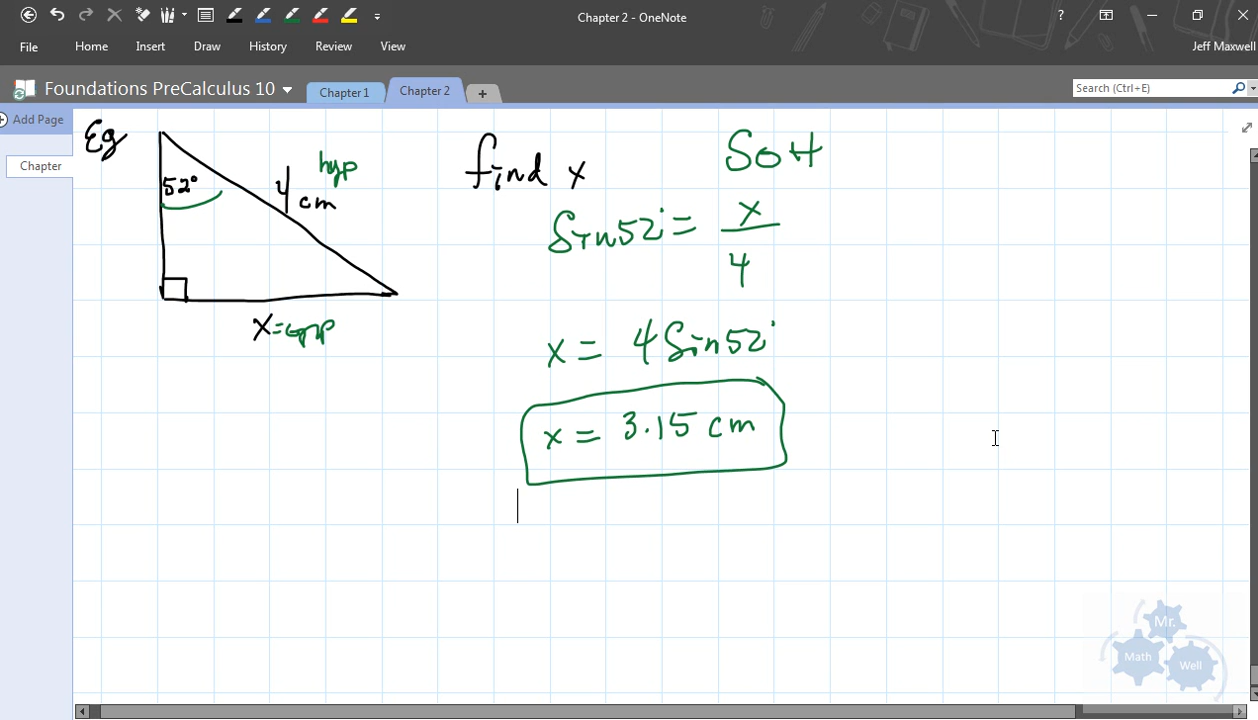 Chapter 2 - OneNote
?
File Home Insert Draw History Review View
Jeff Maxwell
Foundations PreCalculus 10
Chapter 1
Chapter 2
+
Search (Ctrl+E)
Add Page
Chapter
Eg
52°
4 cm
hyp
x = opp
find x
SOH
Sin52° = x/4
x = 4 Sin52°
x = 3.15 cm
Mr.
Math
Well